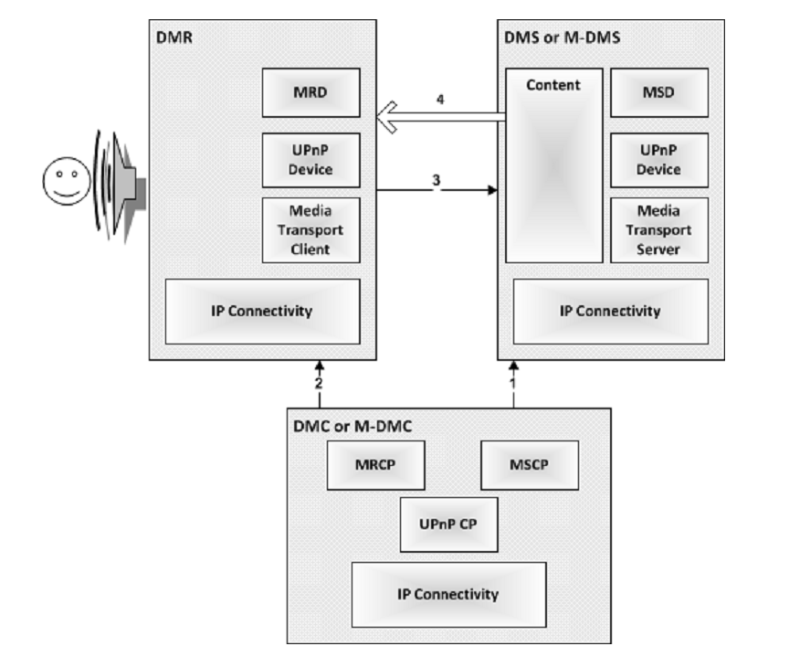 DMR
MRD
UPnP
Device
Media
Transport
Client
IP Connectivity
4
3
DMS or M-DMS
Content
MSD
UPnP
Device
Media
Transport
Server
IP Connectivity
2
1
DMC or M-DMC
MRCP
MSCP
UPnP CP
IP Connectivity